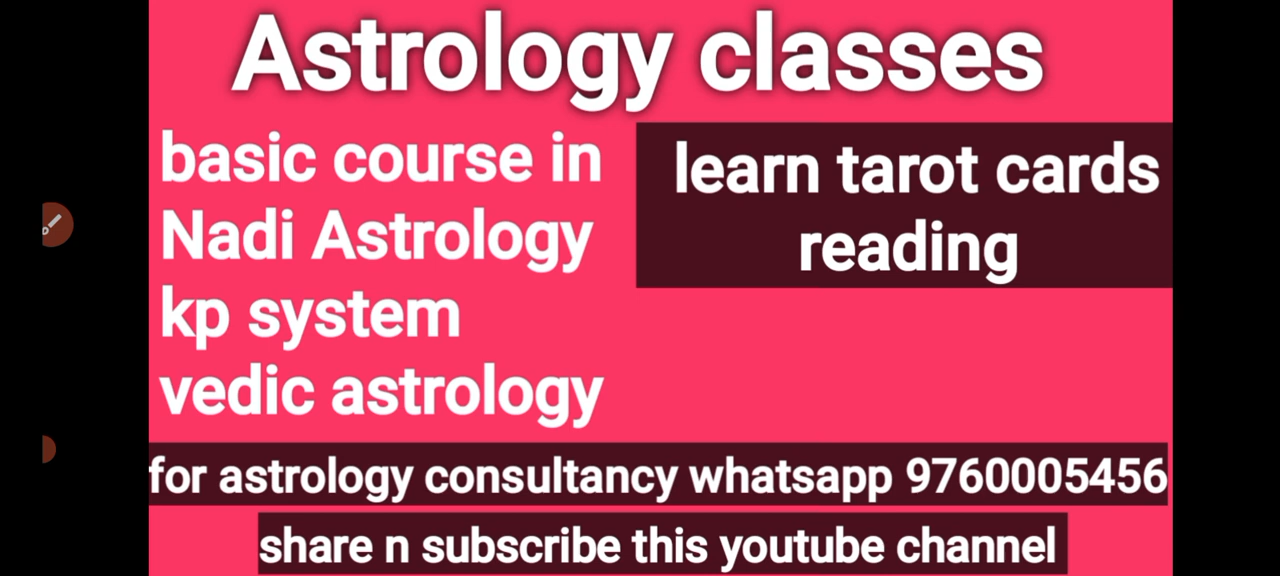 Astrology classes
basic course in
Nadi Astrology
kp system
vedic astrology
learn tarot cards
reading
for astrology consultancy whatsapp 9760005456
share n subscribe this youtube channel